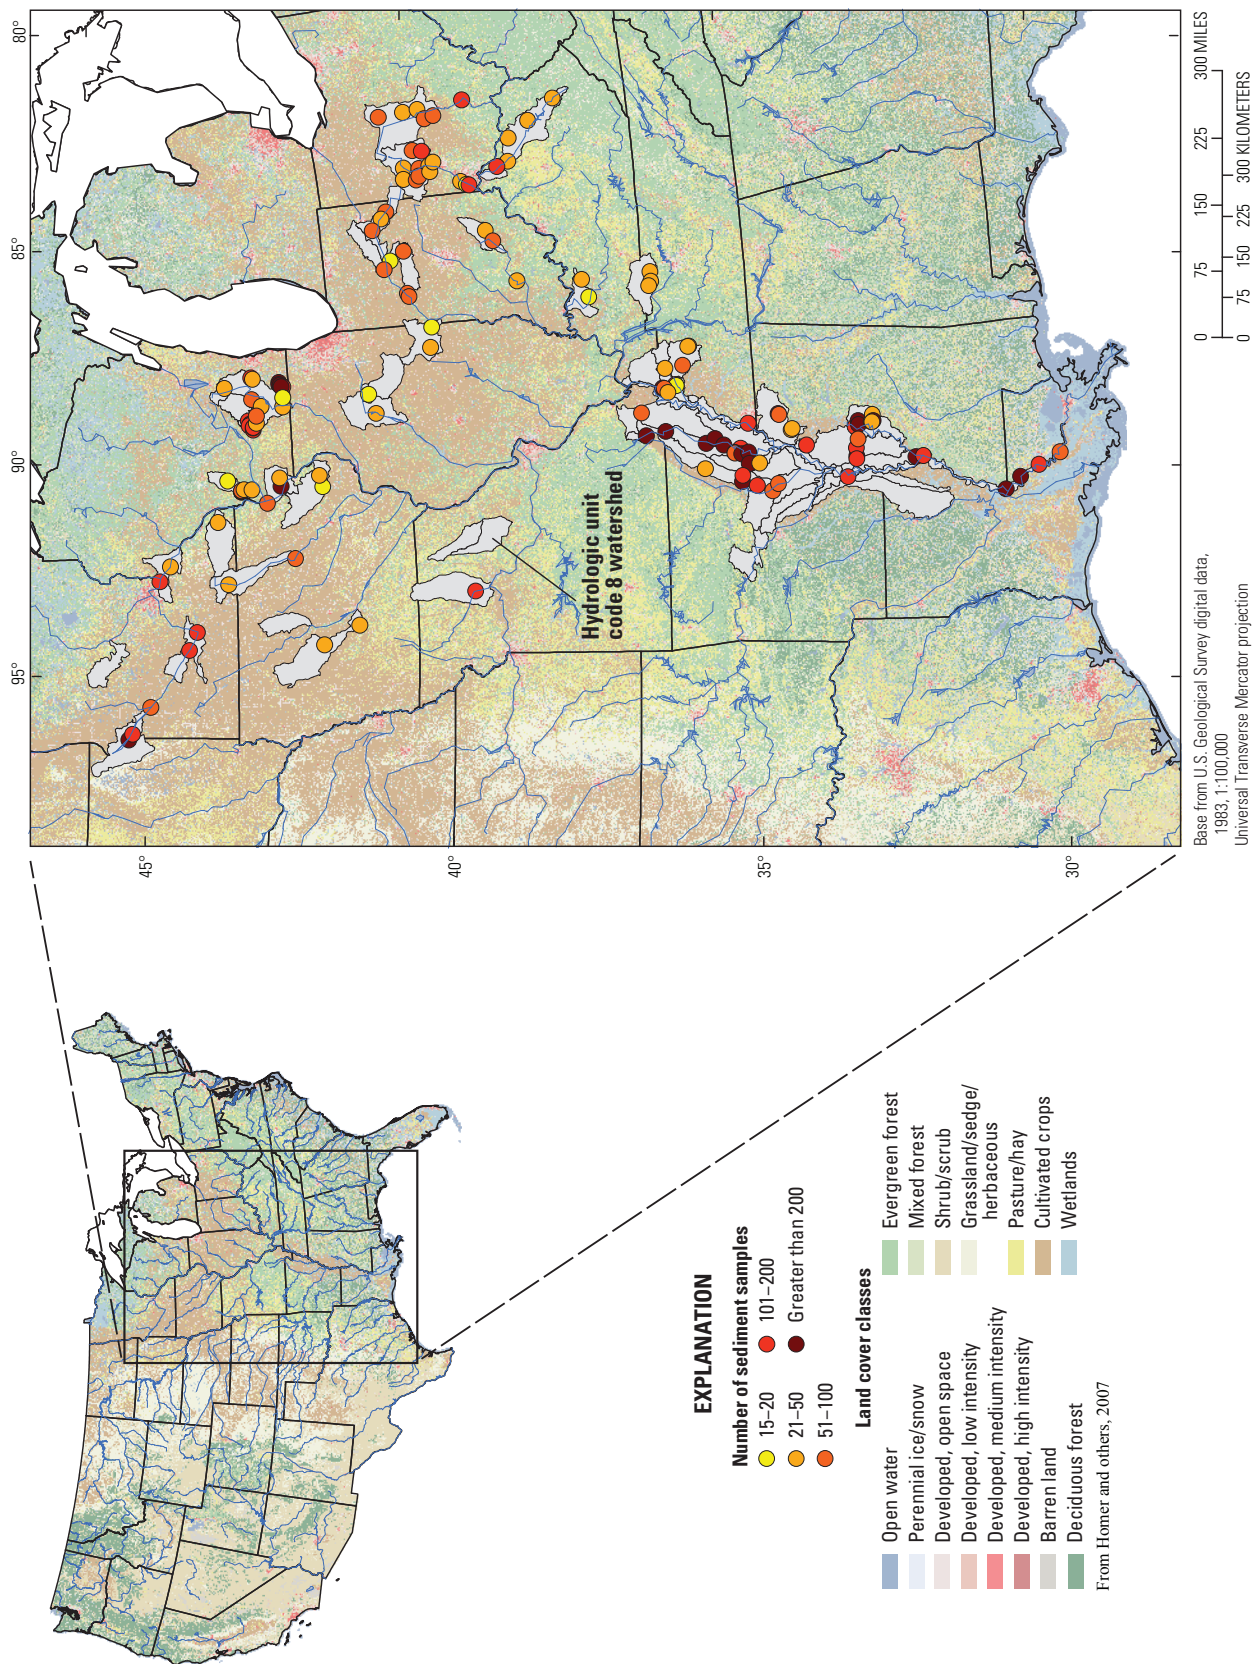 80°
85°
90°
95°
45°
40°
35°
30°
Hydrologic unit
code 8 watershed
Base from U.S. Geological Survey digital data,
1983, 1:100,000
Universal Transverse Mercator projection
0 75 150 225 300 MILES
0 75 150 225 300 KILOMETERS
EXPLANATION
Number of sediment samples
15–20
21–50
51–100
101–200
Greater than 200
Land cover classes
Open water
Perennial ice/snow
Developed, open space
Developed, low intensity
Developed, medium intensity
Developed, high intensity
Barren land
Deciduous forest
Evergreen forest
Mixed forest
Shrub/scrub
Grassland/sedge/
herbaceous
Pasture/hay
Cultivated crops
Wetlands
From Homer and others, 2007